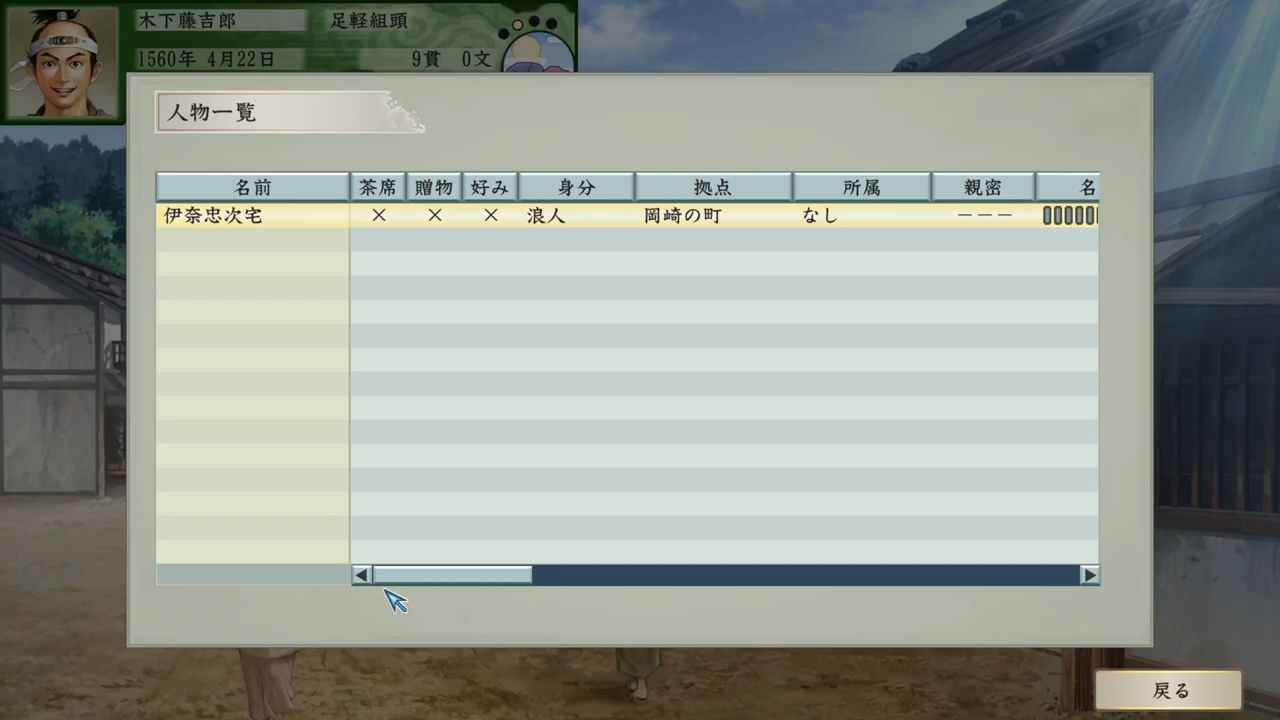 木下藤吉郎 足軽組頭
1560年 4月22日 9貫 0文
人物一覧
名前 茶席 贈物 好み 身分 拠点 所属 親密 名
伊奈忠次宅 × × × 浪人 岡崎の町 なし －－－
戻る